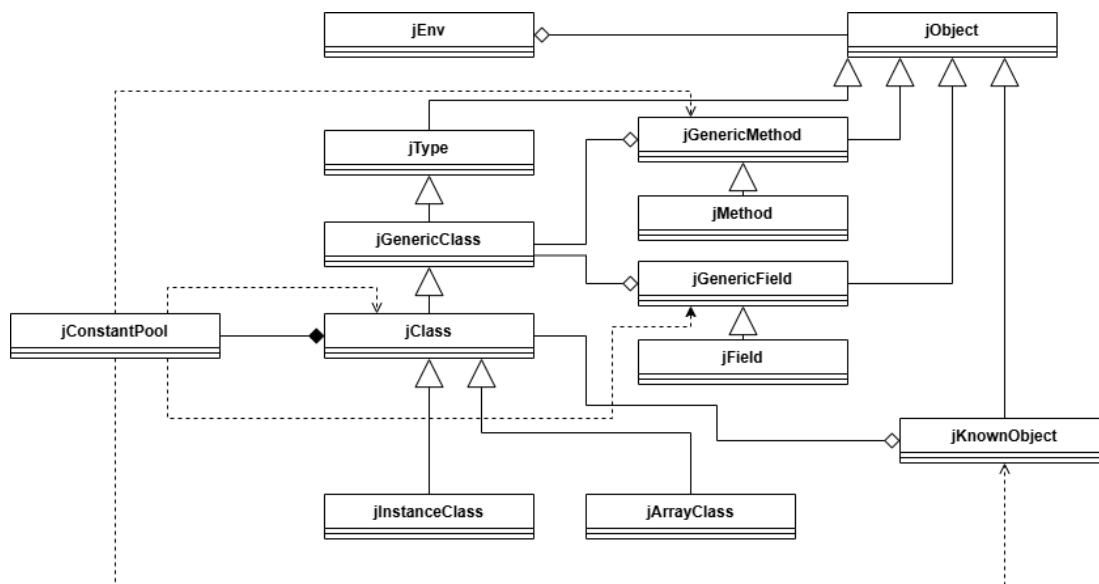 jEnv
jObject
jGenericMethod
jType
jMethod
jGenericClass
jGenericField
jConstantPool
jClass
jField
jKnownObject
jInstanceClass
jArrayClass